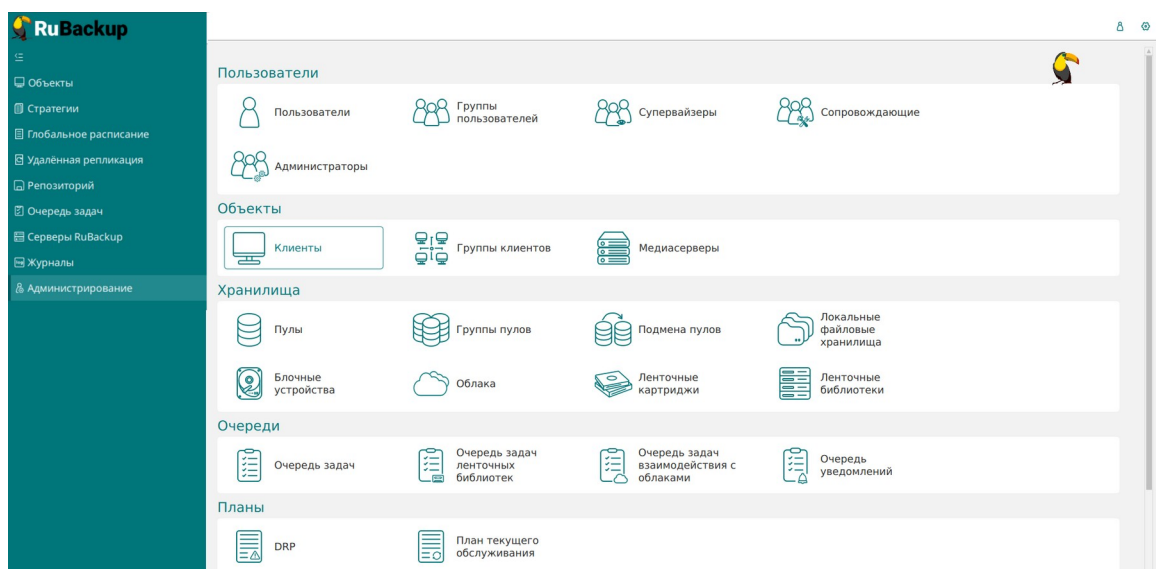 RuBackup
Объекты
Стратегии
Глобальное расписание
Удалённая репликация
Репозиторий
Очередь задач
Серверы RuBackup
Журналы
Администрирование
Пользователи
Пользователи
Группы
пользователей
Супервайзеры
Сопровождающие
Администраторы
Объекты
Клиенты
Группы клиентов
Медиасерверы
Хранилища
Пулы
Группы пулов
Подмена пулов
Локальные
файловые
хранилища
Блочные
устройства
Облака
Ленточные
картриджи
Ленточные
библиотеки
Очереди
Очередь задач
Очередь задач
ленточных
библиотек
Очередь задач
взаимодействия с
облаками
Очередь
уведомлений
Планы
DRP
План текущего
обслуживания